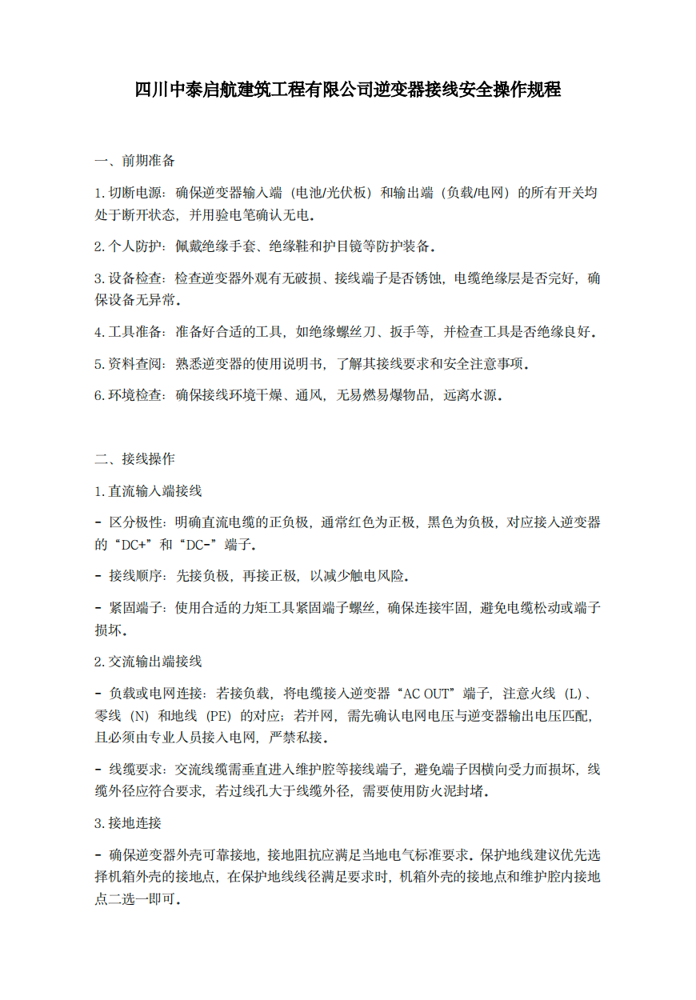 四川中泰启航建筑工程有限公司逆变器接线安全操作规程
一、前期准备
1.切断电源：确保逆变器输入端（电池/光伏板）和输出端（负载/电网）的所有开关均
处于断开状态，并用验电笔确认无电。
2.个人防护：佩戴绝缘手套、绝缘鞋和护目镜等防护装备。
3.设备检查：检查逆变器外观有无破损、接线端子是否锈蚀，电缆绝缘层是否完好，确
保设备无异常。
4.工具准备：准备好合适的工具，如绝缘螺丝刀、扳手等，并检查工具是否绝缘良好。
5.资料查阅：熟悉逆变器的使用说明书，了解其接线要求和安全注意事项。
6.环境检查：确保接线环境干燥、通风，无易燃易爆物品，远离水源。
二、接线操作
1.直流输入端接线
- 区分极性：明确直流电缆的正负极，通常红色为正极，黑色为负极，对应接入逆变器
的“DC+”和“DC-”端子。
- 接线顺序：先接负极，再接正极，以减少触电风险。
- 紧固端子：使用合适的力矩工具紧固端子螺丝，确保连接牢固，避免电缆松动或端子
损坏。
2.交流输出端接线
- 负载或电网连接：若接负载，将电缆接入逆变器“AC OUT”端子，注意火线（L）、
零线（N）和地线（PE）的对应；若并网，需先确认电网电压与逆变器输出电压匹配，
且必须由专业人员接入电网，严禁私接。
- 线缆要求：交流线缆需垂直进入维护腔等接线端子，避免端子因横向受力而损坏，线
缆外径应符合要求，若过线孔大于线缆外径，需要使用防火泥封堵。
3.接地连接
- 确保逆变器外壳可靠接地，接地阻抗应满足当地电气标准要求。保护地线建议优先选
择机箱外壳的接地点，在保护地线线径满足要求时，机箱外壳的接地点和维护腔内接地
点二选一即可。